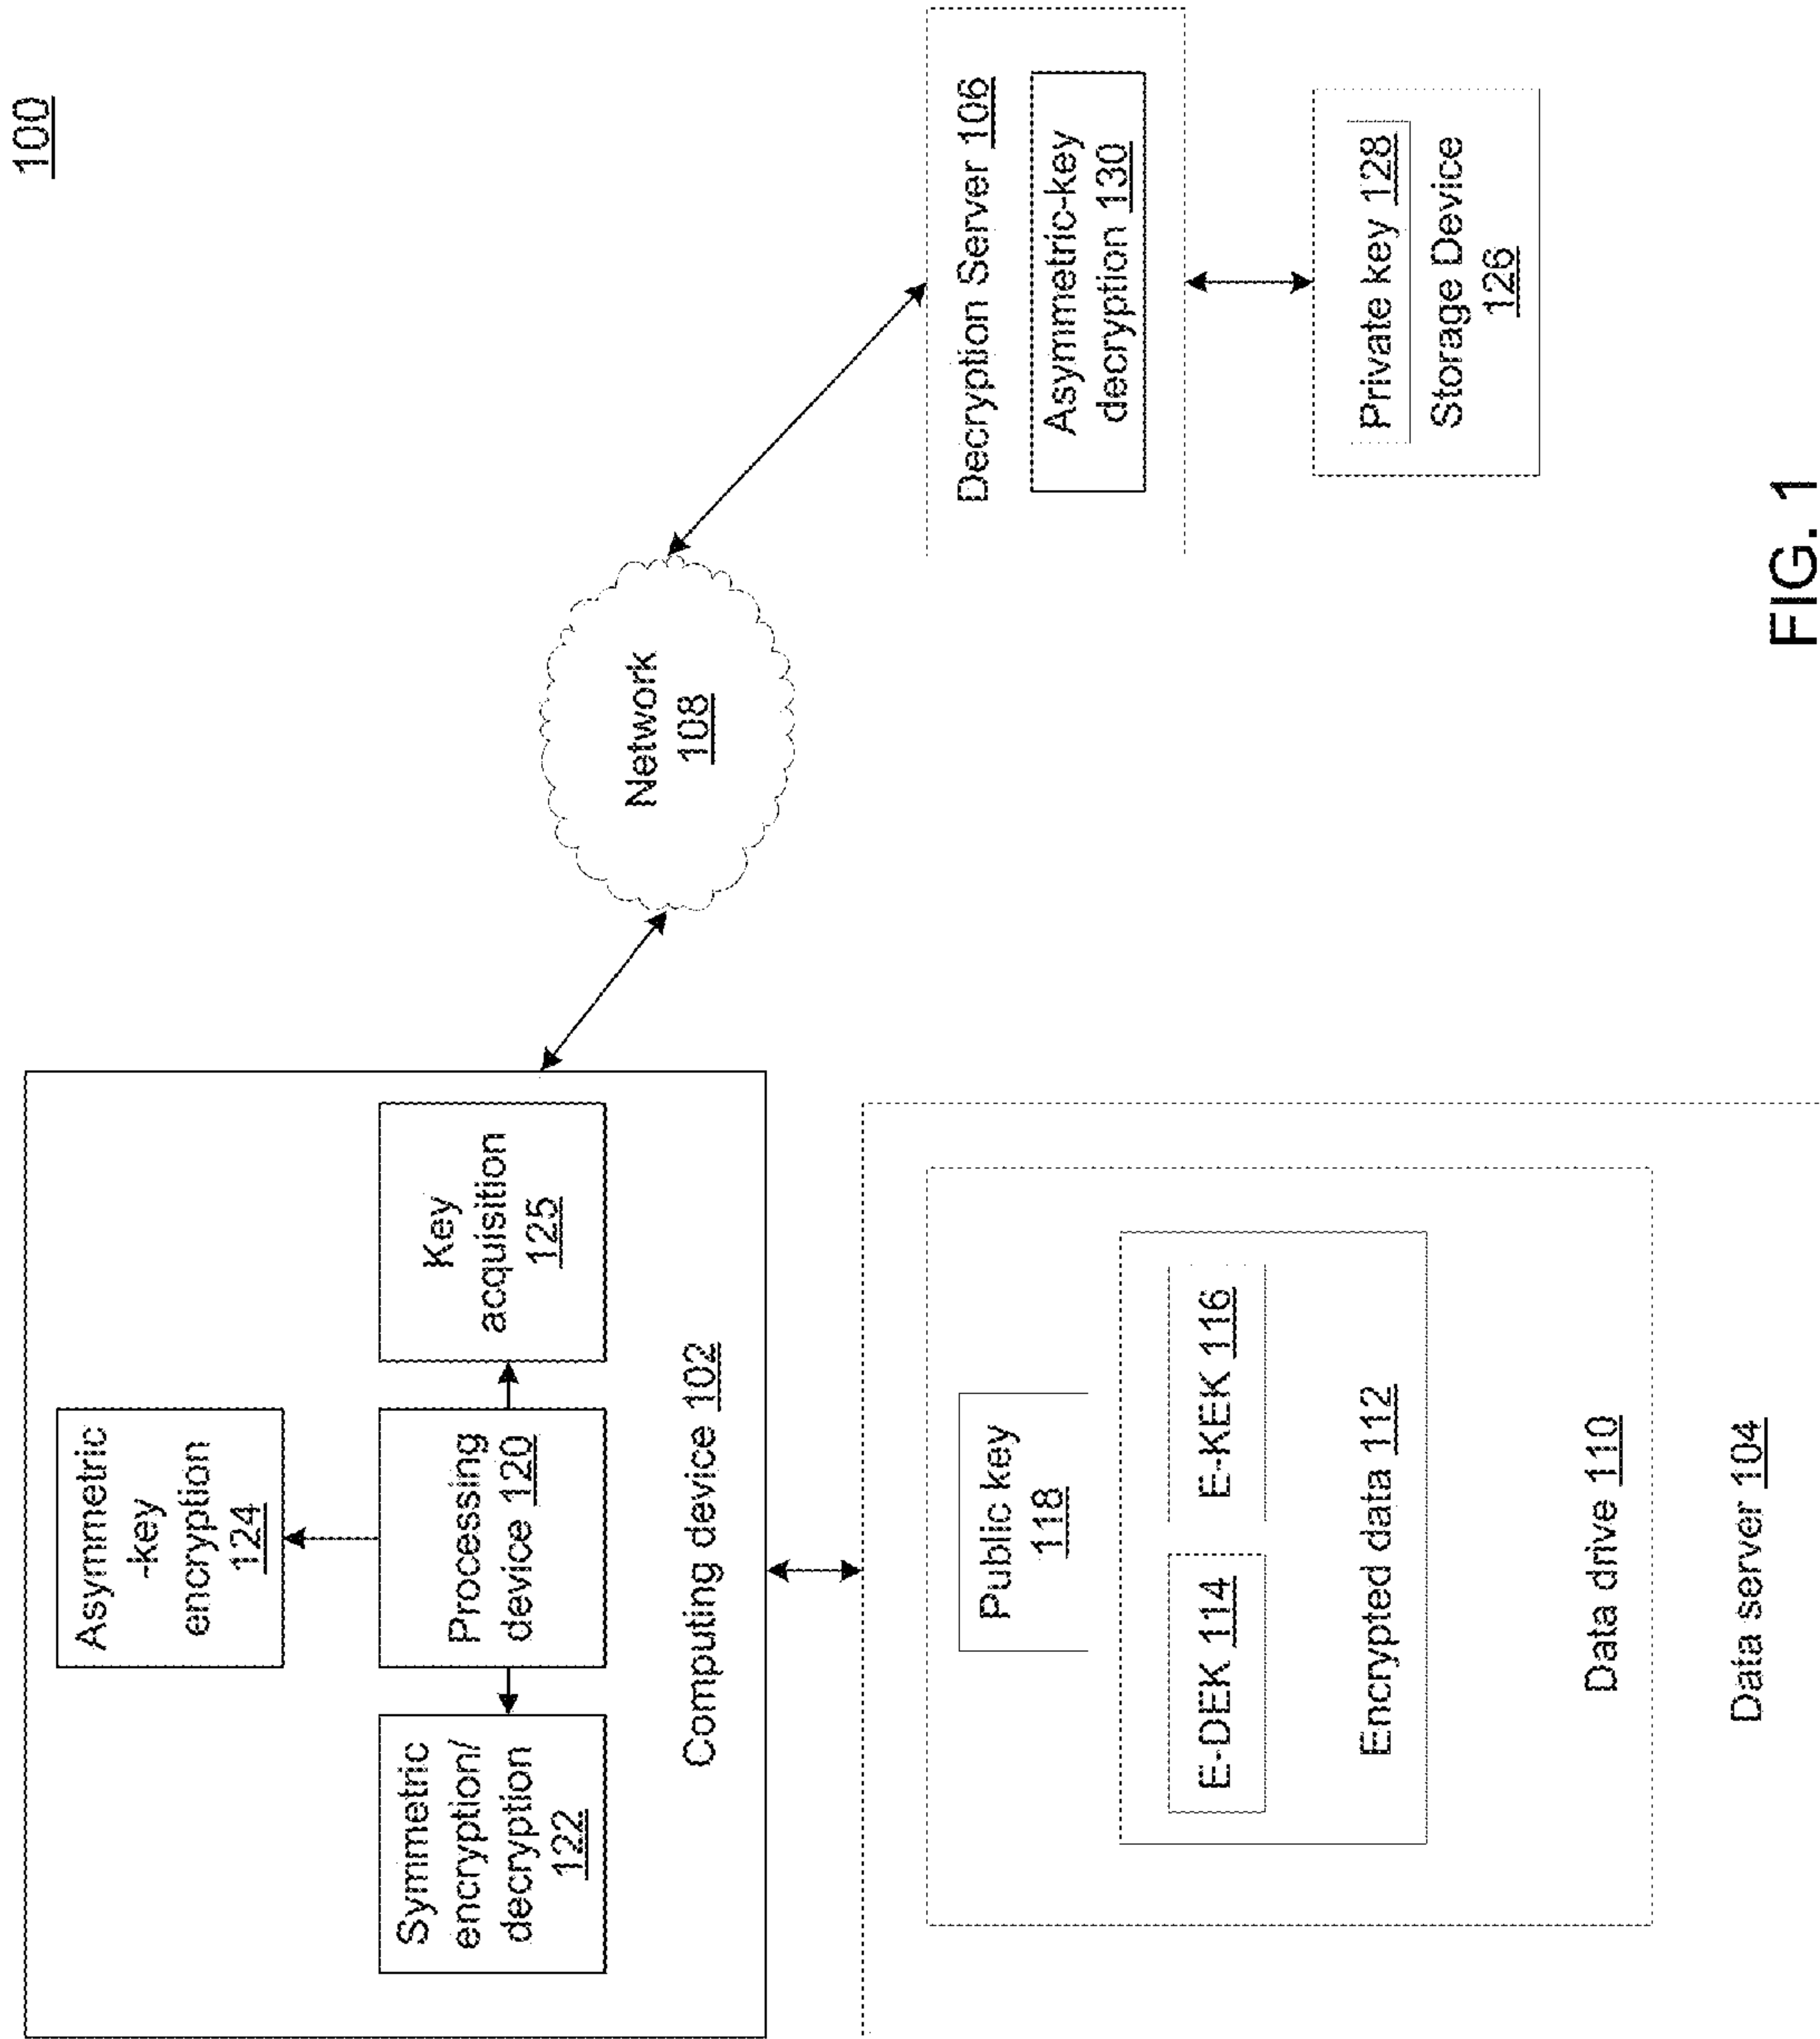 100
Asymmetric
-key
encryption
124
Symmetric
encryption/
decryption
122
Processing
device 120
Key
acquisition
125
Computing device 102
Network
108
Decryption Server 106
Asymmetric-key
decryption 130
Private key 128
Storage Device
126
Public key
118
E-DEK 114
E-KEK 116
Encrypted data 112
Data drive 110
Data server 104
FIG. 1